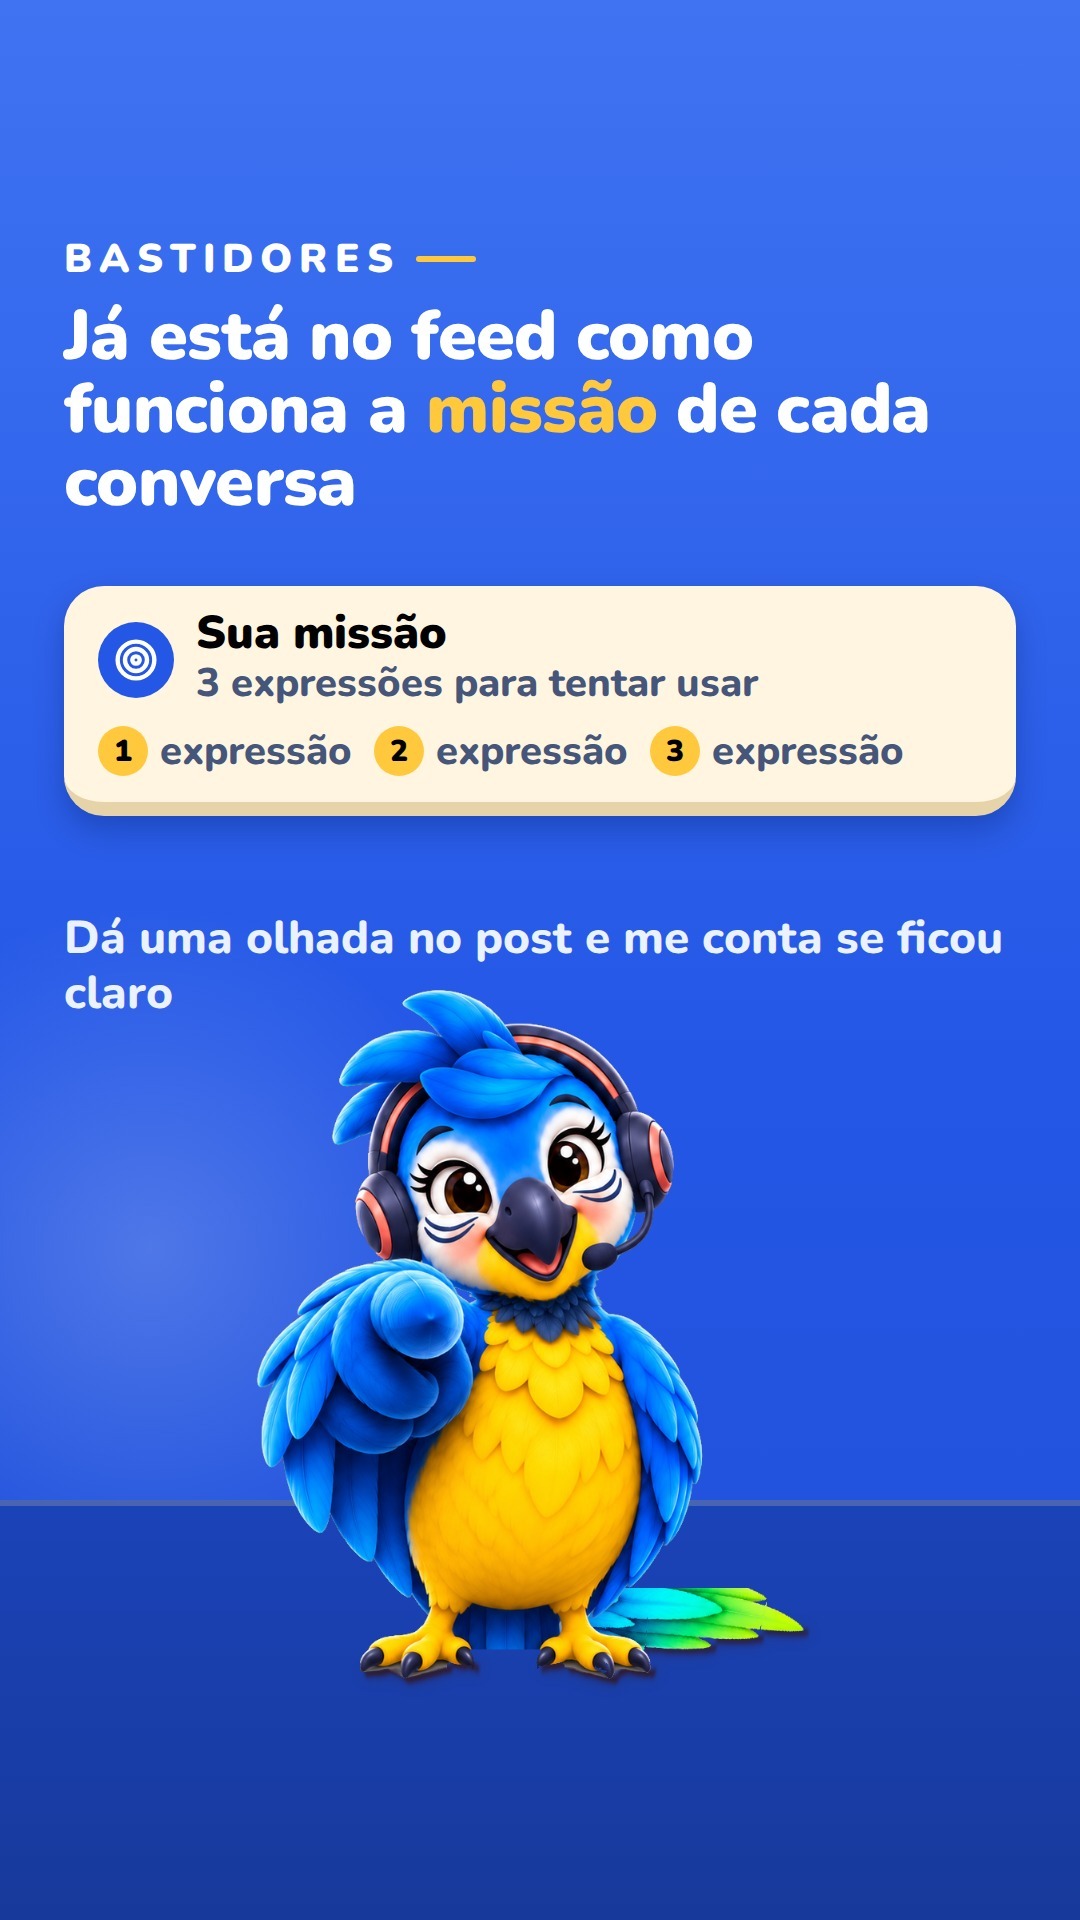 BASTIDORES
Já está no feed como
funciona a missão de cada
conversa
Sua missão
3 expressões para tentar usar
1 expressão 2 expressão 3 expressão
Dá uma olhada no post e me conta se ficou
claro